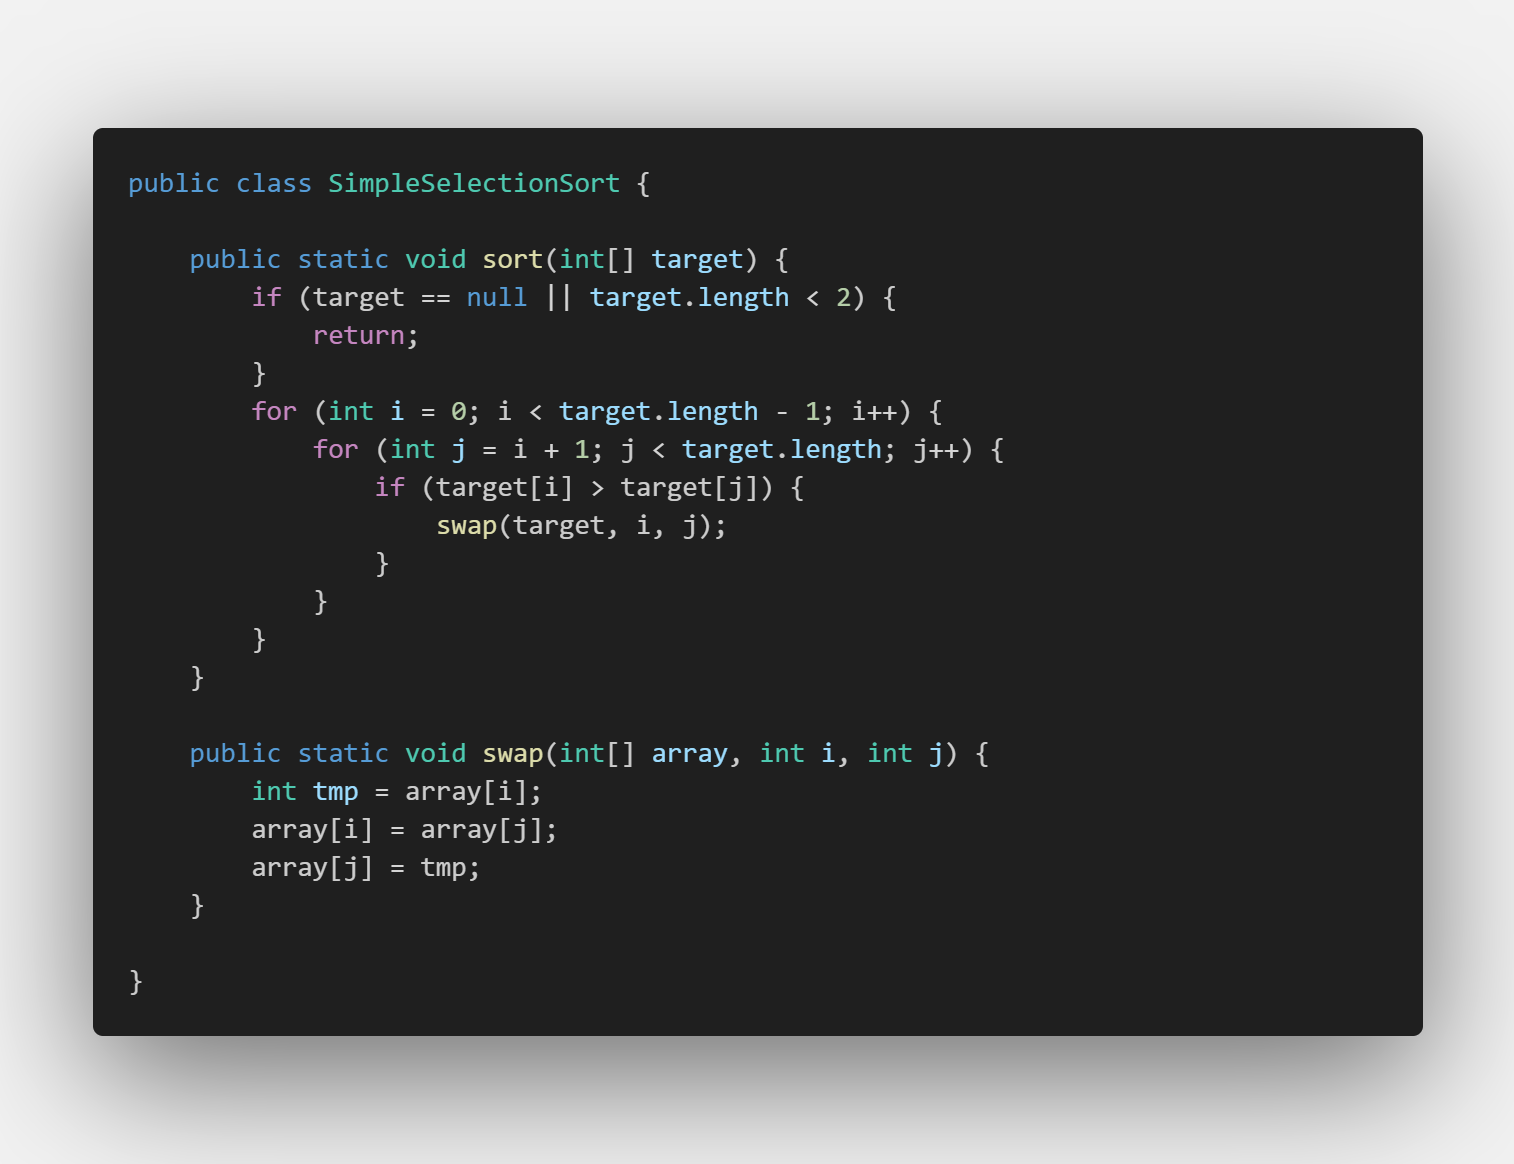 public class SimpleSelectionSort {

    public static void sort(int[] target) {
        if (target == null || target.length < 2) {
            return;
        }
        for (int i = 0; i < target.length - 1; i++) {
            for (int j = i + 1; j < target.length; j++) {
                if (target[i] > target[j]) {
                    swap(target, i, j);
                }
            }
        }
    }

    public static void swap(int[] array, int i, int j) {
        int tmp = array[i];
        array[i] = array[j];
        array[j] = tmp;
    }

}